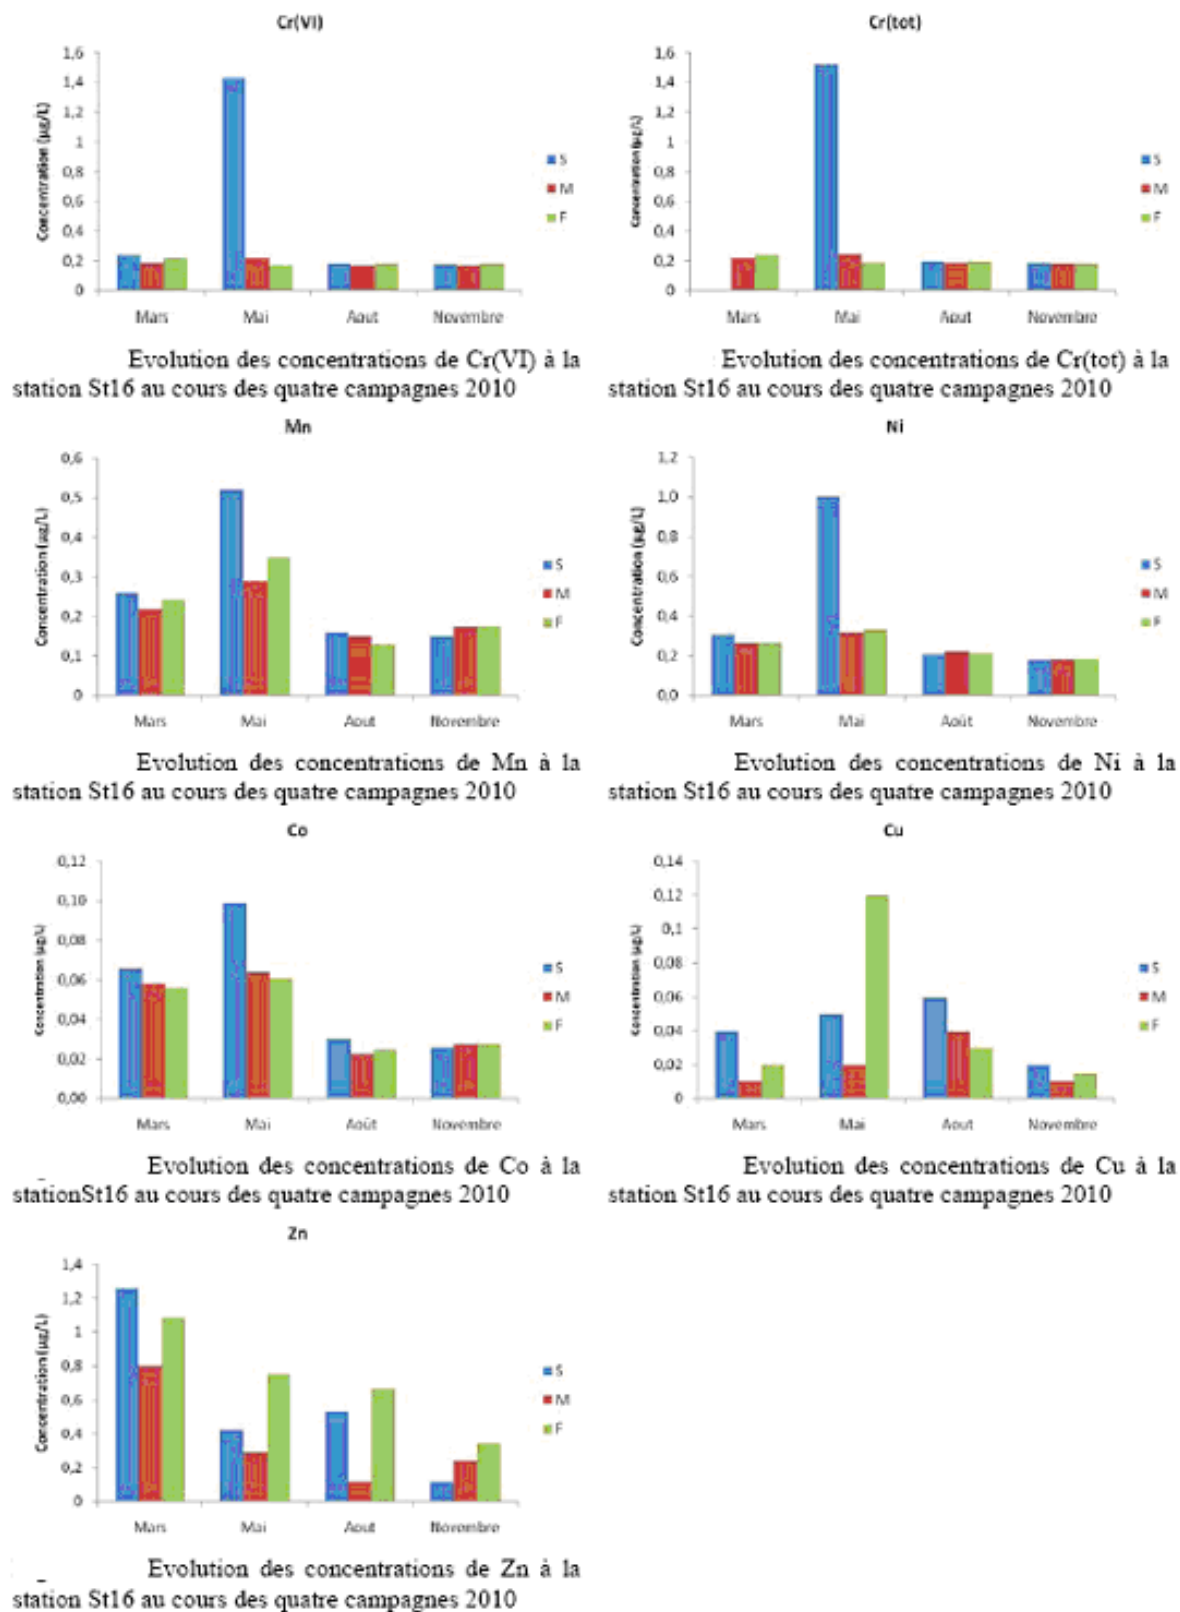 Cr(VI)
Concentration (µg/L)
1,6
1,4
1,2
1
0,8
0,6
0,4
0,2
0
Mars Mai Aout Novembre
S
M
F
Evolution des concentrations de Cr(VI) à la
station St16 au cours des quatre campagnes 2010
Cr(tot)
Concentration (µg/L)
1,6
1,4
1,2
1
0,8
0,6
0,4
0,2
0
Mars Mai Aout Novembre
S
M
F
: Evolution des concentrations de Cr(tot) à la
station St16 au cours des quatre campagnes 2010
Mn
Concentration (µg/L)
0,6
0,5
0,4
0,3
0,2
0,1
0
Mars Mai Aout Novembre
S
M
F
Evolution des concentrations de Mn à la
station St16 au cours des quatre campagnes 2010
Ni
Concentration (µg/L)
1,2
1,0
0,8
0,6
0,4
0,2
0,0
Mars Mai Août Novembre
S
M
F
Evolution des concentrations de Ni à la
station St16 au cours des quatre campagnes 2010
Co
Concentration (µg/L)
0,12
0,10
0,08
0,06
0,04
0,02
0,00
Mars Mai Août Novembre
S
M
F
Evolution des concentrations de Co à la
stationSt16 au cours des quatre campagnes 2010
Cu
Concentration (µg/L)
0,14
0,12
0,1
0,08
0,06
0,04
0,02
0
Mars Mai Aout Novembre
S
M
F
Evolution des concentrations de Cu à la
station St16 au cours des quatre campagnes 2010
Zn
Concentration (µg/L)
1,4
1,2
1
0,8
0,6
0,4
0,2
0
Mars Mai Aout Novembre
S
M
F
Evolution des concentrations de Zn à la
station St16 au cours des quatre campagnes 2010